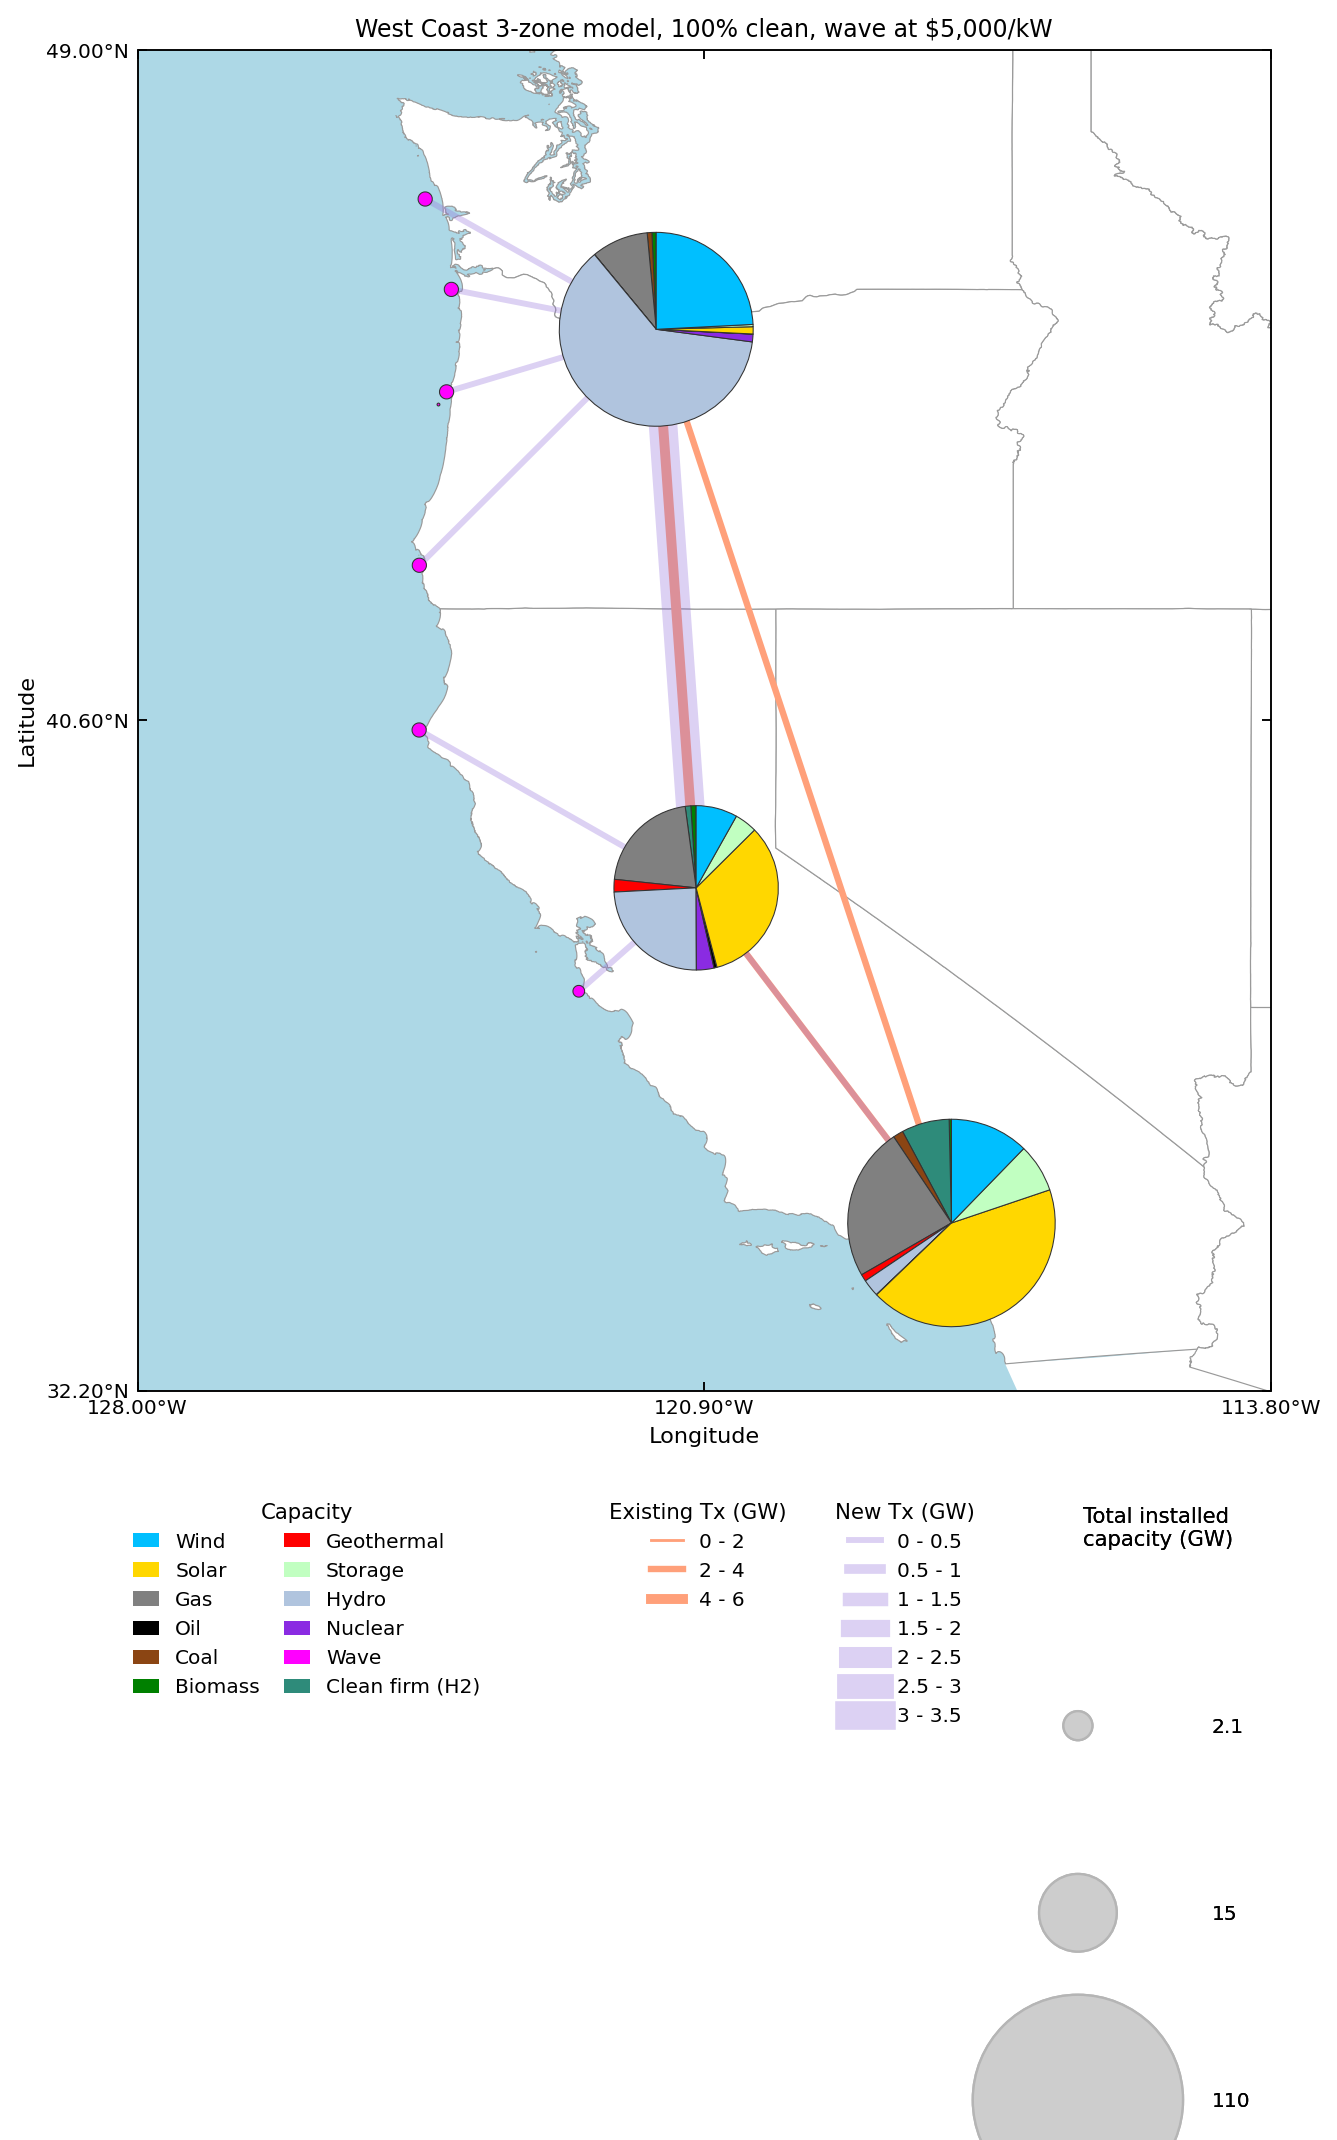 West Coast 3-zone model, 100% clean, wave at $5,000/kW
49.00°N
40.60°N
32.20°N
Latitude
128.00°W
120.90°W
113.80°W
Longitude
Capacity
Wind
Solar
Gas
Oil
Coal
Biomass
Geothermal
Storage
Hydro
Nuclear
Wave
Clean firm (H2)
Existing Tx (GW)
0 - 2
2 - 4
4 - 6
New Tx (GW)
0 - 0.5
0.5 - 1
1 - 1.5
1.5 - 2
2 - 2.5
2.5 - 3
3 - 3.5
Total installed
capacity (GW)
2.1
15
110